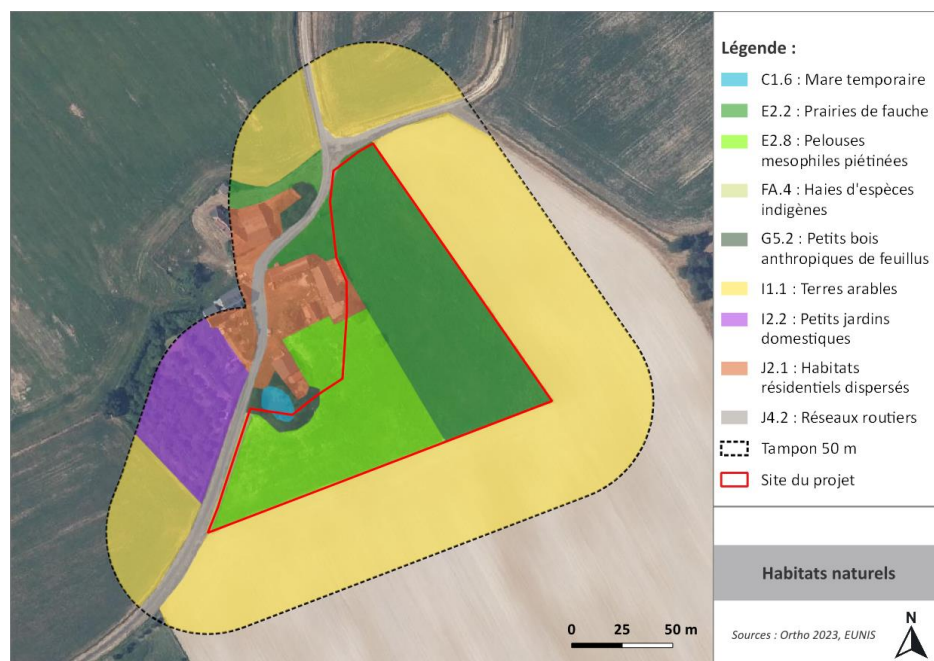 Légende :
C1.6 : Mare temporaire
E2.2 : Prairies de fauche
E2.8 : Pelouses
mesophiles piétinées
FA.4 : Haies d'espèces
indigènes
G5.2 : Petits bois
anthropiques de feuillus
I1.1 : Terres arables
I2.2 : Petits jardins
domestiques
J2.1 : Habitats
résidentiels dispersés
J4.2 : Réseaux routiers
Tampon 50 m
Site du projet
Habitats naturels
0 25 50 m
Sources : Ortho 2023, EUNIS
N